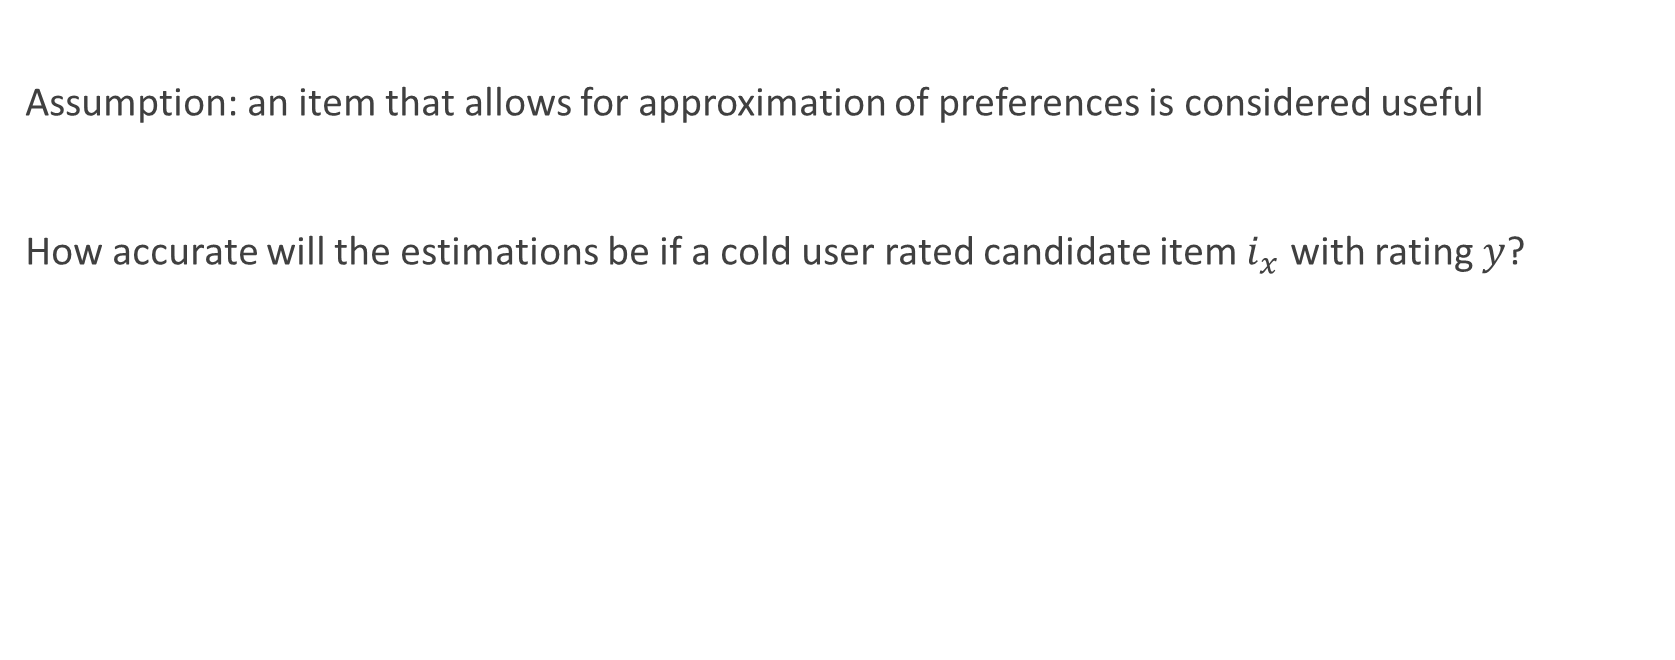 Assumption: an item that allows for approximation of preferences is considered useful
How accurate will the estimations be if a cold user rated candidate item iₓ with rating y?